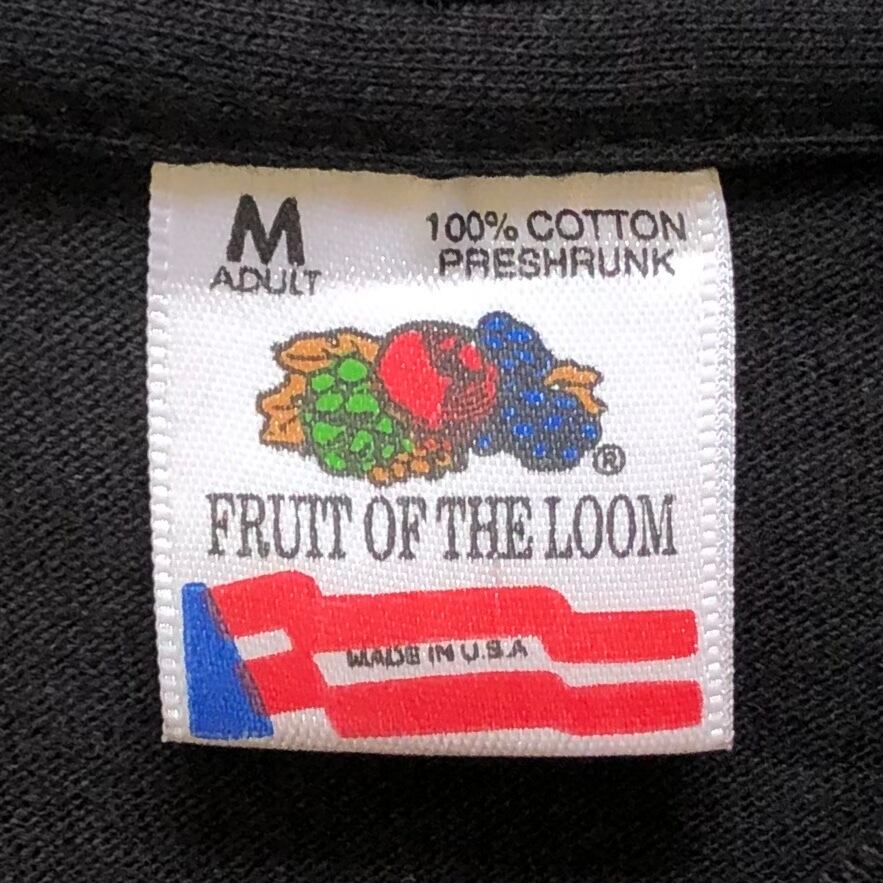 M
ADULT
100% COTTON
PRESHRUNK
®
FRUIT OF THE LOOM
MADE IN U.S.A